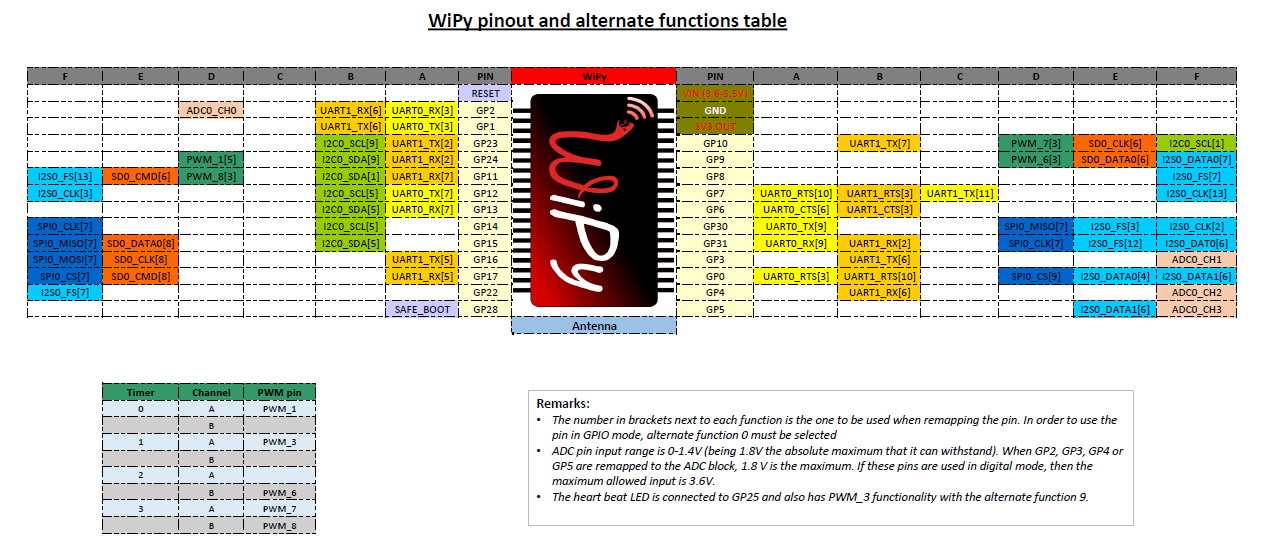 WiPy pinout and alternate functions table
F E D C B A PIN WiPy PIN A B C D E F
RESET VIN (3.6-5.5V)
ADC0_CH0 UART1_RX[6] UART0_RX[3] GP2 GND
UART1_TX[6] UART0_TX[3] GP1 3V3 OUT
I2C0_SCL[9] UART1_TX[2] GP23 GP10 UART1_TX[7] PWM_7[3] SD0_CLK[6] I2C0_SCL[1]
PWM_1[5] I2C0_SDA[9] UART1_RX[2] GP24 GP9 PWM_6[3] SD0_DATA0[6] I2S0_DATA0[7]
I2S0_FS[13] SD0_CMD[6] PWM_8[3] I2C0_SDA[1] UART1_RX[7] GP11 GP8 I2S0_FS[7]
I2S0_CLK[3] I2C0_SCL[5] UART0_TX[7] GP12 GP7 UART0_RTS[10] UART1_RTS[3] UART1_TX[11] I2S0_CLK[13]
I2C0_SDA[5] UART0_RX[7] GP13 GP6 UART0_CTS[6] UART1_CTS[3]
SPI0_CLK[7] I2C0_SCL[5] GP14 GP30 UART0_TX[9] SPI0_MISO[7] I2S0_FS[3] I2S0_CLK[2]
SPI0_MISO[7] SD0_DATA0[8] I2C0_SDA[5] GP15 GP31 UART0_RX[9] UART1_RX[2] SPI0_CLK[7] I2S0_FS[12] I2S0_DAT0[6]
SPI0_MOSI[7] SD0_CLK[8] UART1_TX[5] GP16 GP3 UART1_TX[6] ADC0_CH1
SPI0_CS[7] SD0_CMD[8] UART1_RX[5] GP17 GP0 UART0_RTS[3] UART1_RTS[10] SPI0_CS[9] I2S0_DATA0[4] I2S0_DATA1[6]
I2S0_FS[7] GP22 GP4 UART1_RX[6] ADC0_CH2
SAFE_BOOT GP28 GP5 I2S0_DATA1[6] ADC0_CH3
WiPy
Antenna
Timer Channel PWM pin
0 A PWM_1
B
1 A PWM_3
B
2 A
B PWM_6
3 A PWM_7
B PWM_8
Remarks:
• The number in brackets next to each function is the one to be used when remapping the pin. In order to use the
pin in GPIO mode, alternate function 0 must be selected
• ADC pin input range is 0-1.4V (being 1.8V the absolute maximum that it can withstand). When GP2, GP3, GP4 or
GP5 are remapped to the ADC block, 1.8 V is the maximum. If these pins are used in digital mode, then the
maximum allowed input is 3.6V.
• The heart beat LED is connected to GP25 and also has PWM_3 functionality with the alternate function 9.